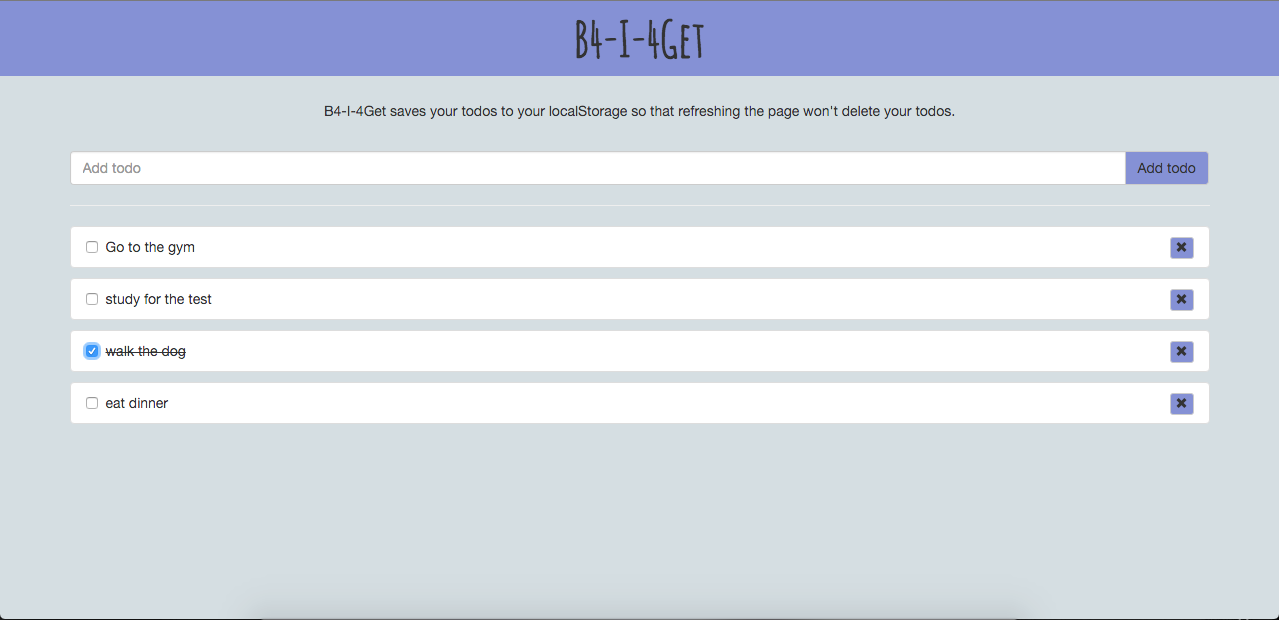 B4-I-4Get
B4-I-4Get saves your todos to your localStorage so that refreshing the page won't delete your todos.
Add todo
Add todo
Go to the gym
study for the test
walk the dog
eat dinner